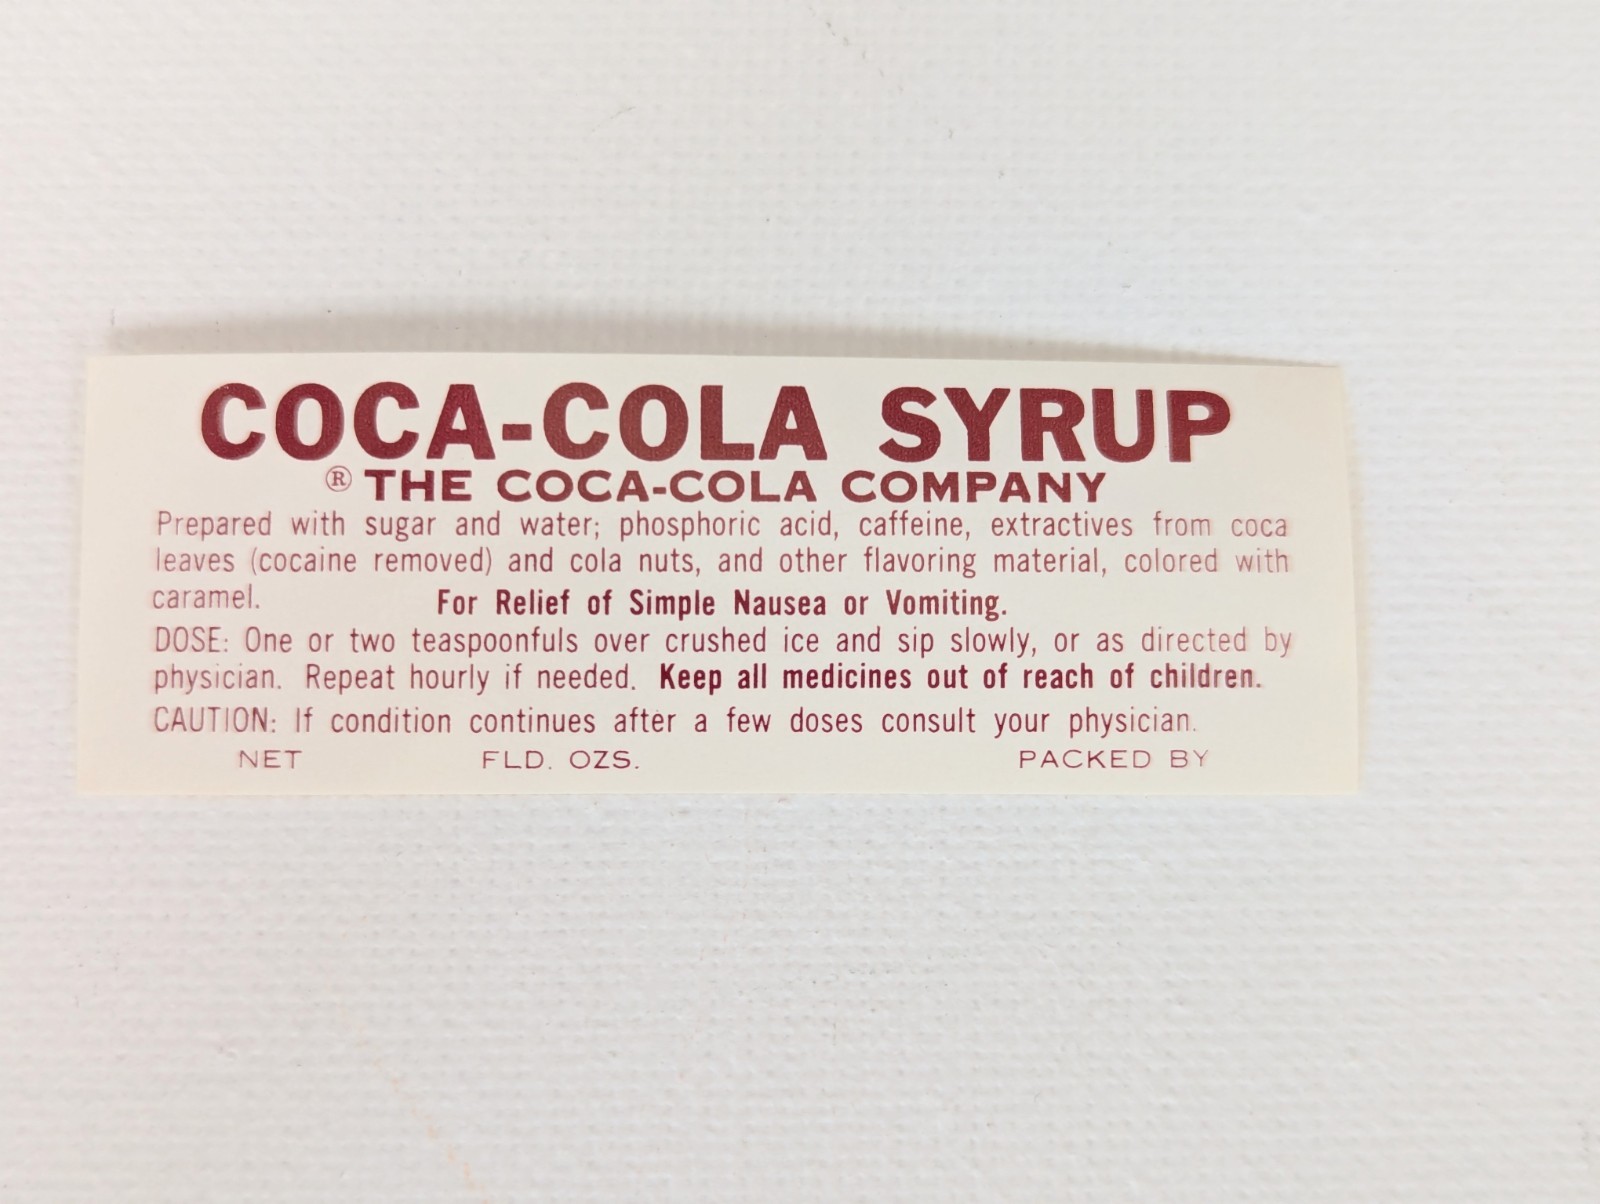 COCA-COLA SYRUP
® THE COCA-COLA COMPANY
Prepared with sugar and water; phosphoric acid, caffeine, extractives from coca
leaves (cocaine removed) and cola nuts, and other flavoring material, colored with
caramel. For Relief of Simple Nausea or Vomiting.
DOSE: One or two teaspoonfuls over crushed ice and sip slowly, or as directed by
physician. Repeat hourly if needed. Keep all medicines out of reach of children.
CAUTION: If condition continues after a few doses consult your physician.
NET FLD. OZS. PACKED BY